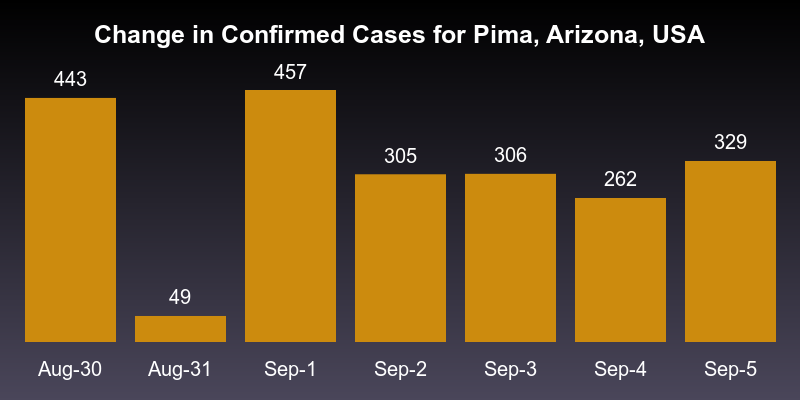 Change in Confirmed Cases for Pima, Arizona, USA
443
49
457
305
306
262
329
Aug-30
Aug-31
Sep-1
Sep-2
Sep-3
Sep-4
Sep-5